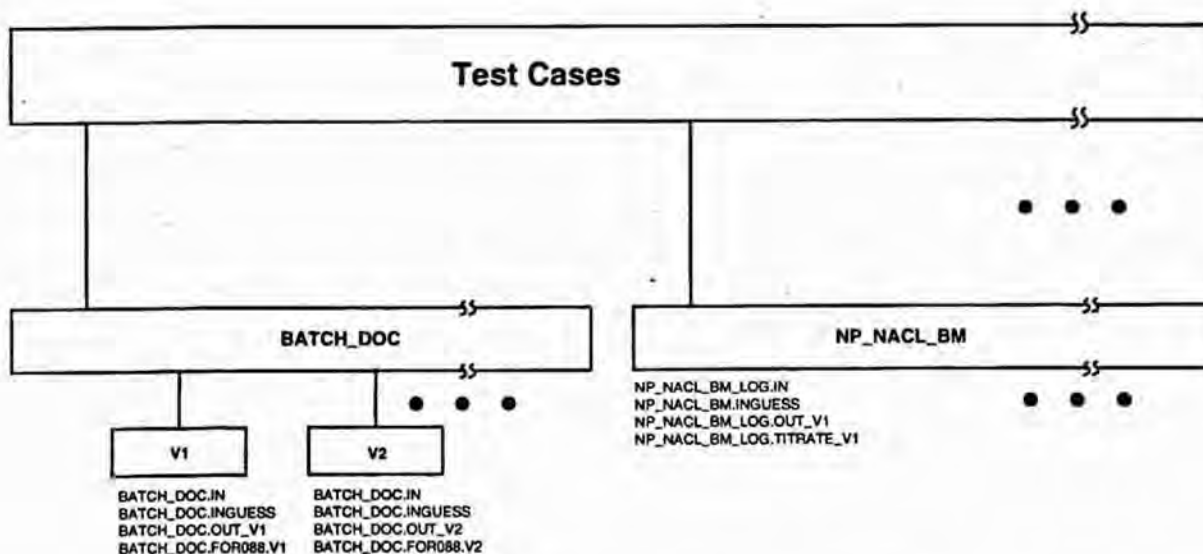 Test Cases
BATCH_DOC
NP_NACL_BM
NP_NACL_BM_LOG.IN
NP_NACL_BM.INGUESS
NP_NACL_BM_LOG.OUT_V1
NP_NACL_BM_LOG.TITRATE_V1
V1
V2
BATCH_DOC.IN
BATCH_DOC.INGUESS
BATCH_DOC.OUT_V1
BATCH_DOC.FOR088.V1
BATCH_DOC.IN
BATCH_DOC.INGUESS
BATCH_DOC.OUT_V2
BATCH_DOC.FOR088.V2